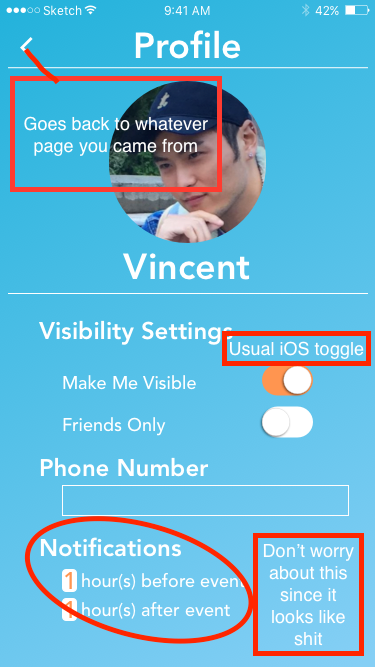 Sketch 9:41 AM 42%
Profile
Goes back to whatever
page you came from
Vincent
Visibility Settings
Usual iOS toggle
Make Me Visible
Friends Only
Phone Number
Notifications
1 hour(s) before event
1 hour(s) after event
Don't worry
about this
since it
looks like
shit